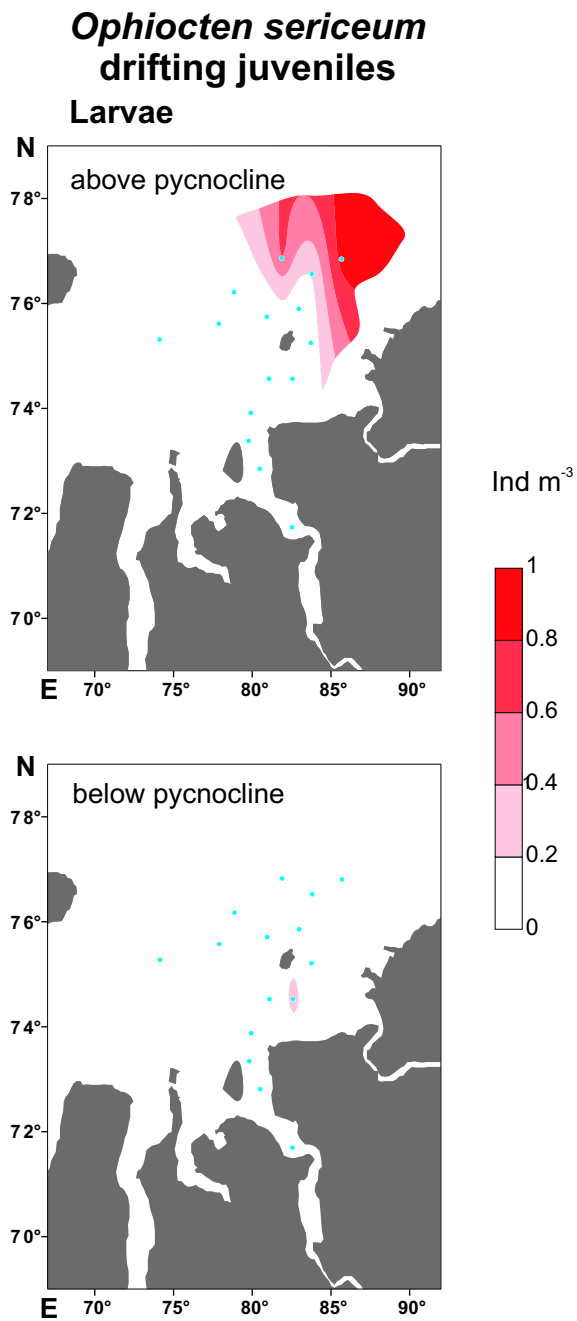 Ophiocten sericeum
drifting juveniles
Larvae
N
above pycnocline
78°
76°
74°
72°
70°
E 70° 75° 80° 85° 90°
Ind m-3
1
0.8
0.6
0.4
0.2
0
N
below pycnocline
78°
76°
74°
72°
70°
E 70° 75° 80° 85° 90°